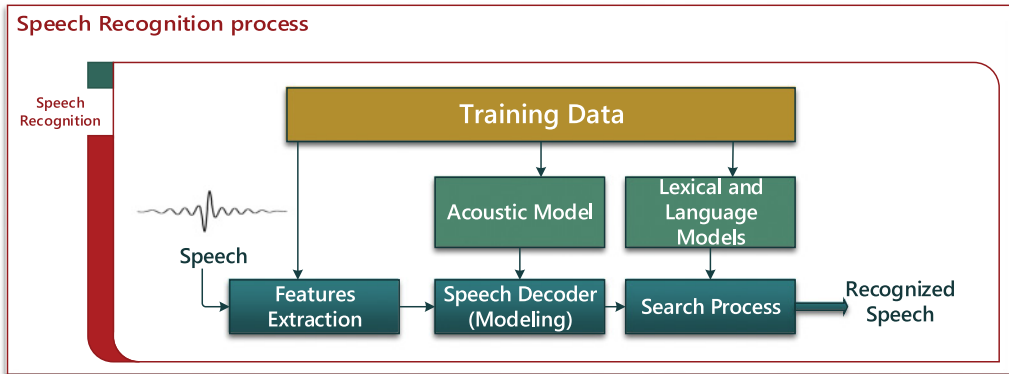 Speech Recognition process
Speech
Recognition
Training Data
Acoustic Model
Lexical and
Language
Models
Speech
Features
Extraction
Speech Decoder
(Modeling)
Search Process
Recognized
Speech